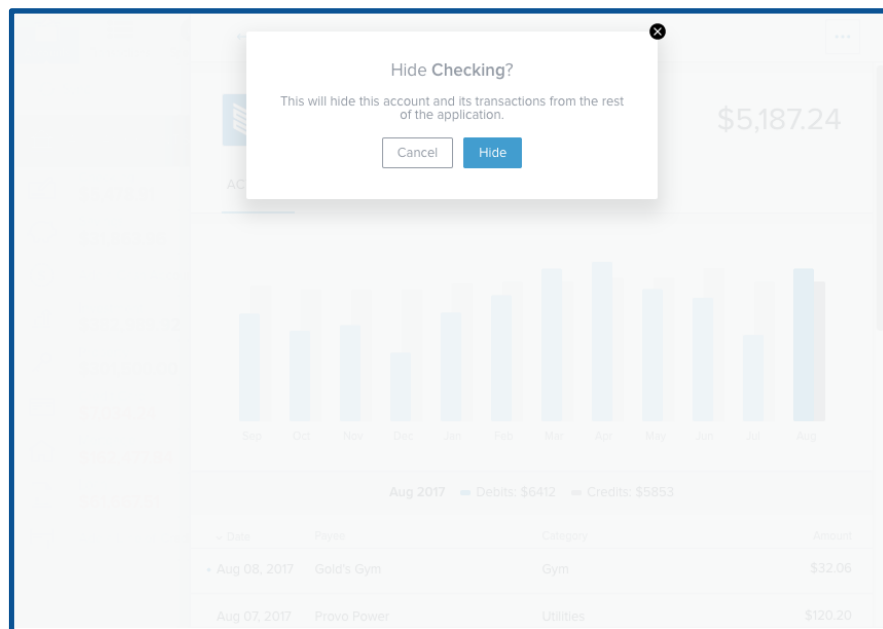 Hide Checking?
This will hide this account and its transactions from the rest
of the application.
Cancel Hide
$5,187.24
Sep Oct Nov Dec Jan Feb Mar Apr May Jun Jul Aug
Aug 2017 Debits: $6412 Credits: $5853
Date Payee Category Amount
Aug 08, 2017 Gold's Gym Gym $32.06
Aug 07, 2017 Provo Power Utilities $120.20